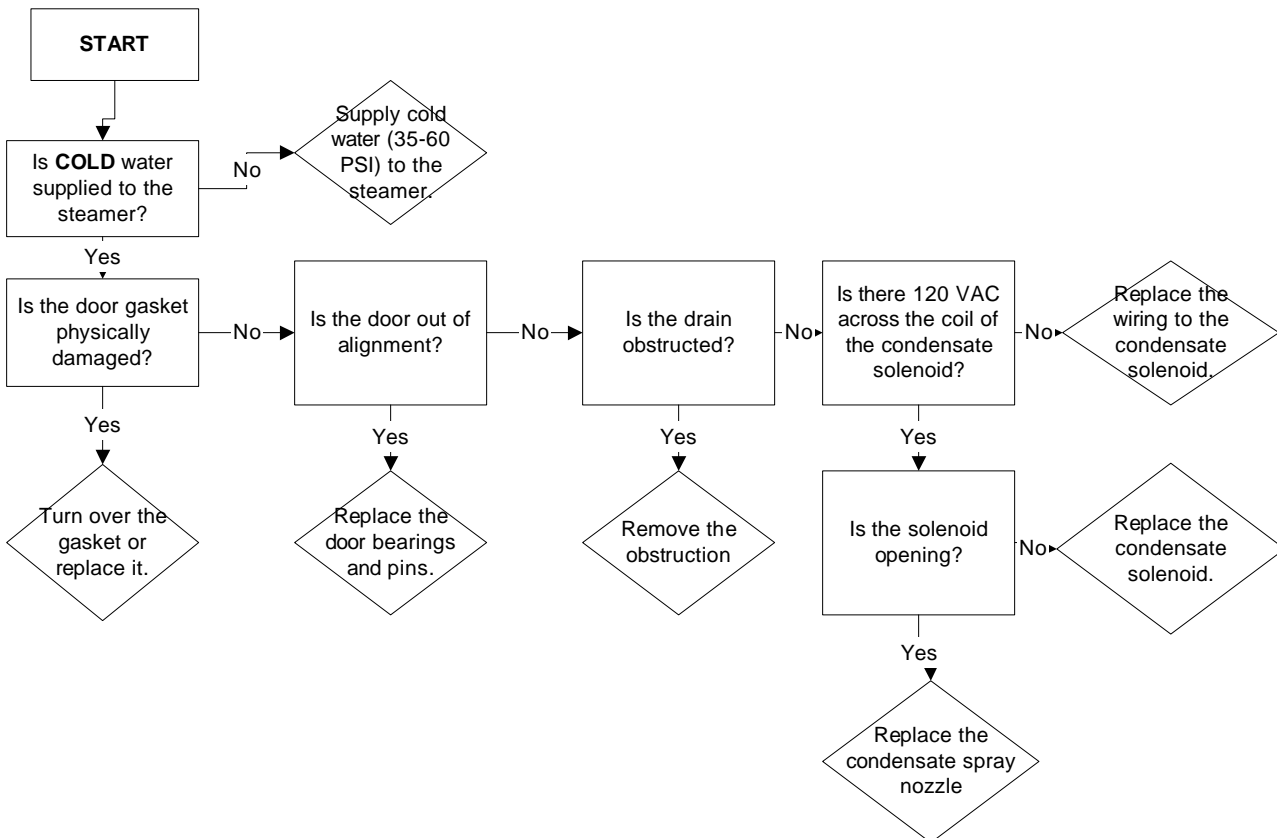 START
Is COLD water
supplied to the
steamer?
No
Supply cold
water (35-60
PSI) to the
steamer.
Yes
Is the door gasket
physically
damaged?
No
Is the door out of
alignment?
No
Is the drain
obstructed?
No
Is there 120 VAC
across the coil of
the condensate
solenoid?
No
Replace the
wiring to the
condensate
solenoid.
Yes
Turn over the
gasket or
replace it.
Yes
Replace the
door bearings
and pins.
Yes
Remove the
obstruction
Yes
Is the solenoid
opening?
No
Replace the
condensate
solenoid.
Yes
Replace the
condensate spray
nozzle